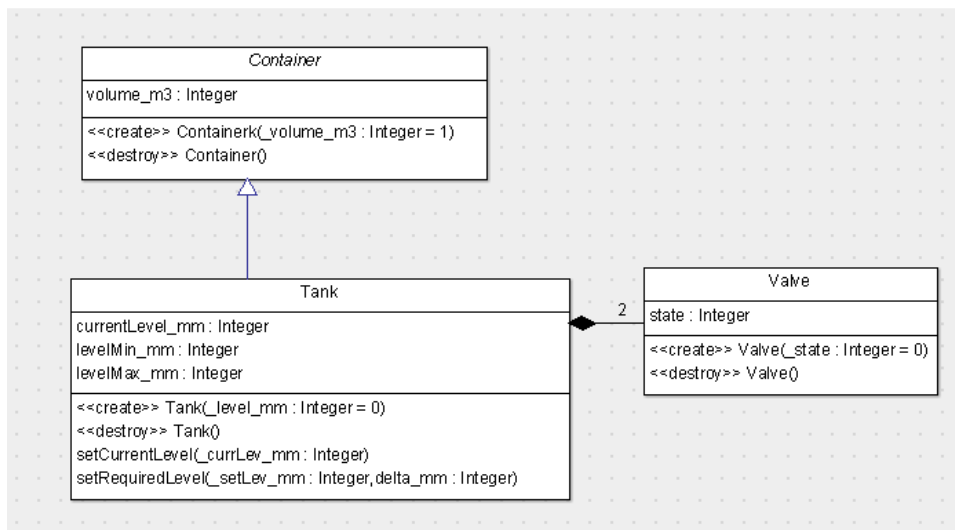 Container
volume_m3 : Integer
<<create>> Containerk(_volume_m3 : Integer = 1)
<<destroy>> Container()
Tank
currentLevel_mm : Integer
levelMin_mm : Integer
levelMax_mm : Integer
<<create>> Tank(_level_mm : Integer = 0)
<<destroy>> Tank()
setCurrentLevel(_currLev_mm : Integer)
setRequiredLevel(_setLev_mm : Integer,delta_mm : Integer)
2
Valve
state : Integer
<<create>> Valve(_state : Integer = 0)
<<destroy>> Valve()